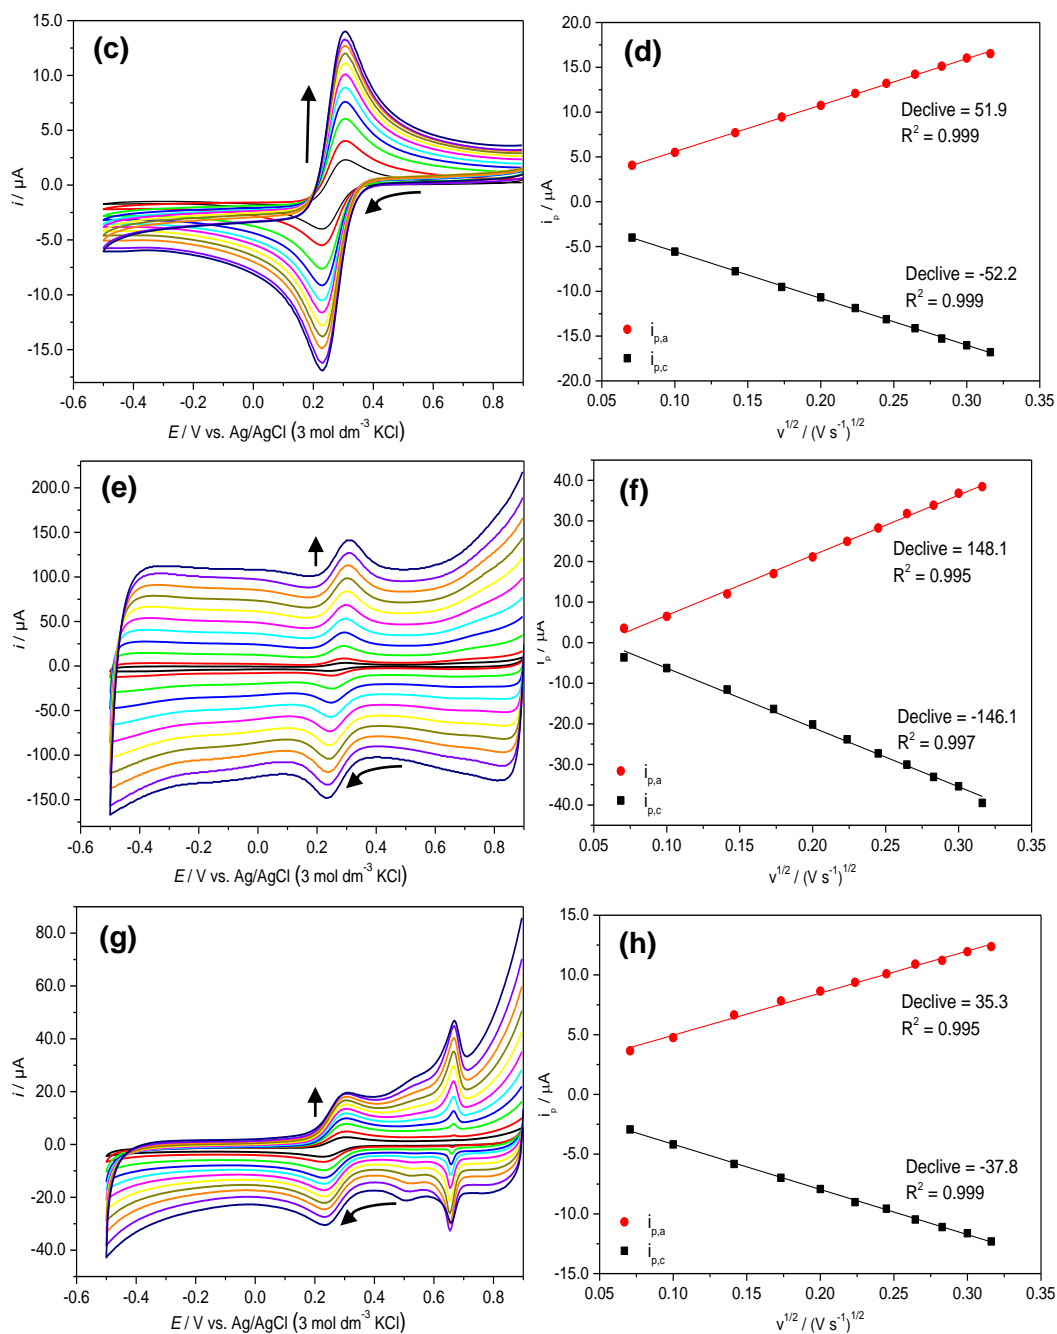 (c)
15.0
10.0
5.0
0.0
-5.0
-10.0
-15.0
i / µA
-0.6 -0.4 -0.2 0.0 0.2 0.4 0.6 0.8
E / V vs. Ag/AgCl (3 mol dm⁻³ KCl)
(d)
20.0
15.0
10.0
5.0
0.0
-5.0
-10.0
-15.0
-20.0
i_p / µA
Declive = 51.9
R² = 0.999
Declive = -52.2
R² = 0.999
i_p,a
i_p,c
0.05 0.10 0.15 0.20 0.25 0.30 0.35
v^1/2 / (V s⁻¹)^1/2
(e)
200.0
150.0
100.0
50.0
0.0
-50.0
-100.0
-150.0
i / µA
-0.6 -0.4 -0.2 0.0 0.2 0.4 0.6 0.8
E / V vs. Ag/AgCl (3 mol dm⁻³ KCl)
(f)
40.0
30.0
20.0
10.0
0.0
-10.0
-20.0
-30.0
-40.0
i_p / µA
Declive = 148.1
R² = 0.995
Declive = -146.1
R² = 0.997
i_p,a
i_p,c
0.05 0.10 0.15 0.20 0.25 0.30 0.35
v^1/2 / (V s⁻¹)^1/2
(g)
80.0
60.0
40.0
20.0
0.0
-20.0
-40.0
i / µA
-0.6 -0.4 -0.2 0.0 0.2 0.4 0.6 0.8
E / V vs. Ag/AgCl (3 mol dm⁻³ KCl)
(h)
15.0
10.0
5.0
0.0
-5.0
-10.0
-15.0
i_p / µA
Declive = 35.3
R² = 0.995
Declive = -37.8
R² = 0.999
i_p,a
i_p,c
0.05 0.10 0.15 0.20 0.25 0.30 0.35
v^1/2 / (V s⁻¹)^1/2